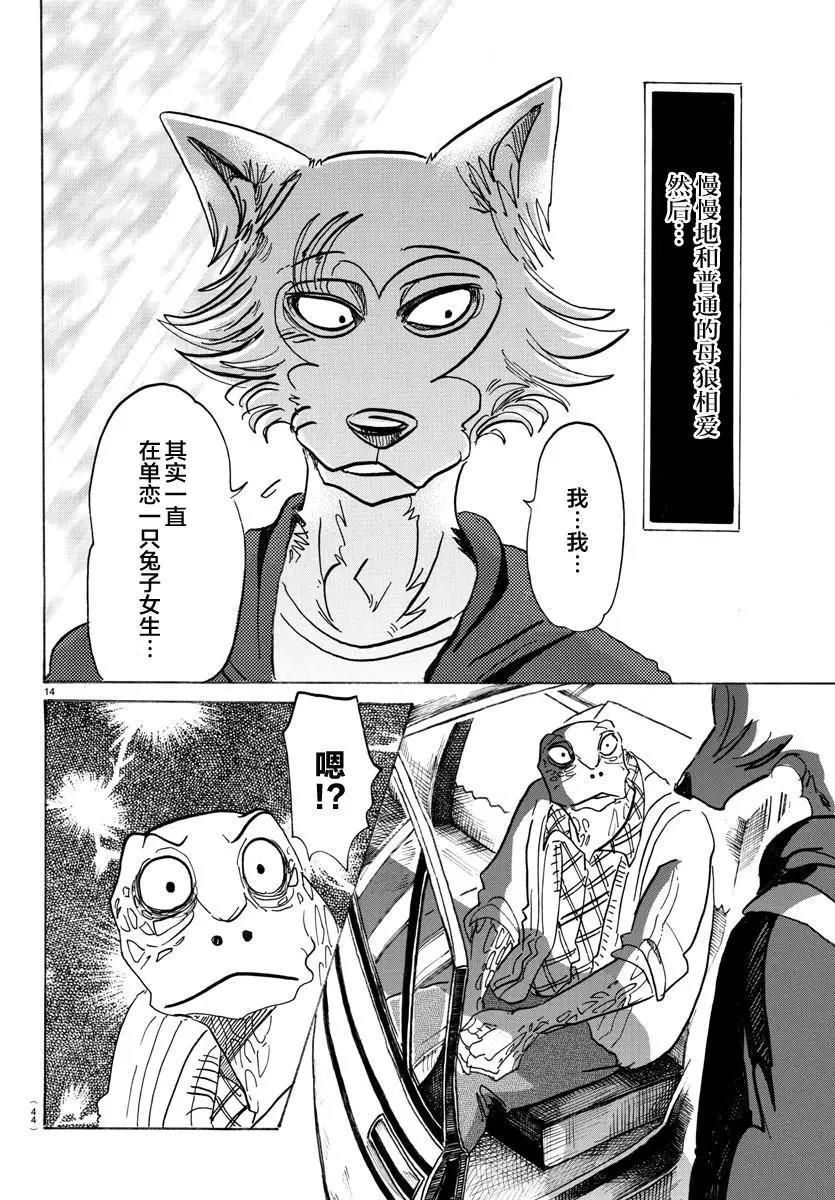 慢慢地和普通的母狼相爱
然后…
我…我…
其实一直
在单恋一只兔子女生…
14
嗯!?
(44)